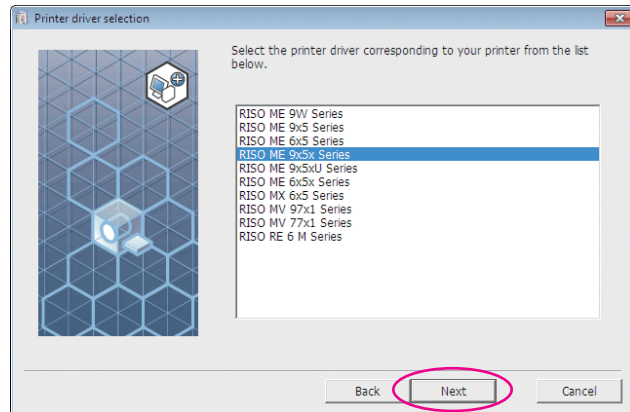 Printer driver selection
Select the printer driver corresponding to your printer from the list
below.
RISO ME 9W Series
RISO ME 9x5 Series
RISO ME 6x5 Series
RISO ME 9x5x Series
RISO ME 9x5xU Series
RISO ME 6x5x Series
RISO MX 6x5 Series
RISO MV 97x1 Series
RISO MV 77x1 Series
RISO RE 6 M Series
Back
Next
Cancel